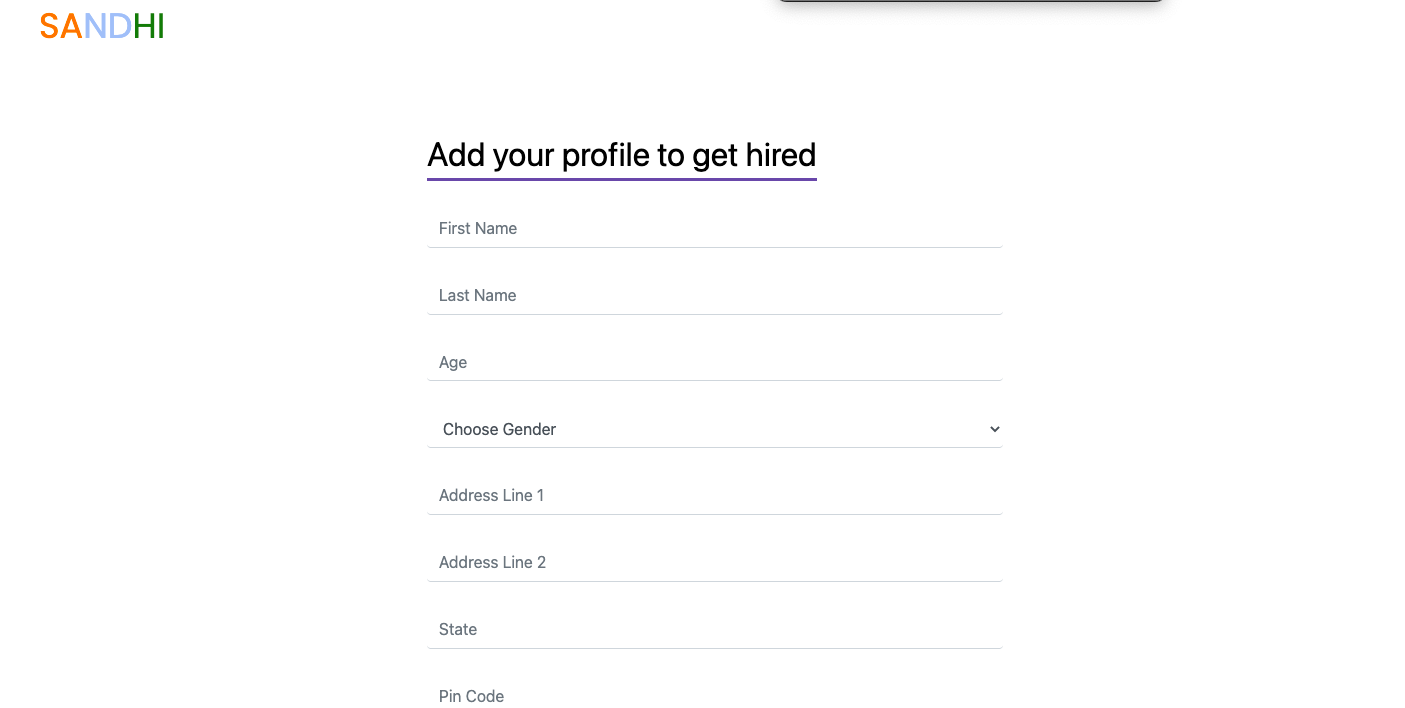 SANDHI
Add your profile to get hired
First Name
Last Name
Age
Choose Gender
Address Line 1
Address Line 2
State
Pin Code